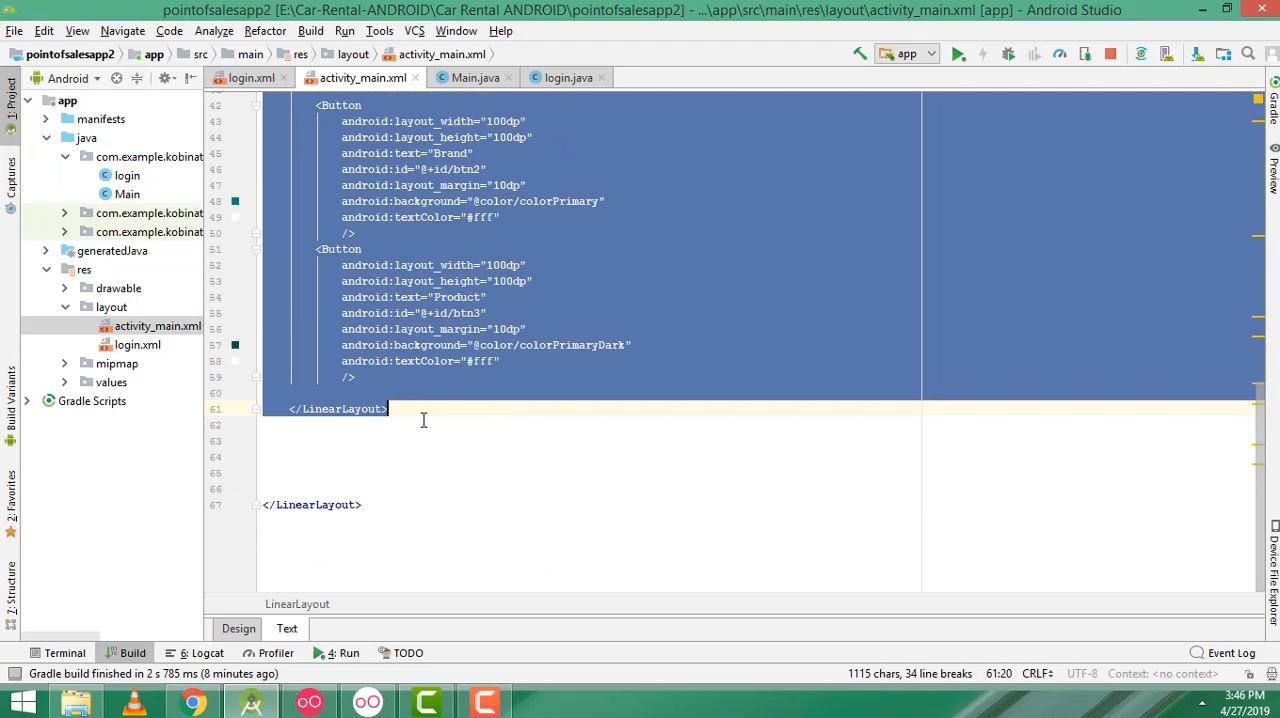 pointofsalesapp2 [E:\Car-Rental-ANDROID\Car Rental ANDROID\pointofsalesapp2] - ...\app\src\main\res\layout\activity_main.xml [app] - Android Studio
File Edit View Navigate Code Analyze Refactor Build Run Tools VCS Window Help
pointofsalesapp2 app src main res layout activity_main.xml app
Android login.xml activity_main.xml Main.java login.java
1: Project
Captures
Build Variants
2: Favorites
7: Structure
app
manifests
java
com.example.kobinat
login
Main
com.example.kobinat
com.example.kobinat
generatedJava
res
drawable
layout
activity_main.xml
login.xml
mipmap
values
Gradle Scripts
42 <Button
43 android:layout_width="100dp"
44 android:layout_height="100dp"
45 android:text="Brand"
46 android:id="@+id/btn2"
47 android:layout_margin="10dp"
48 android:background="@color/colorPrimary"
49 android:textColor="#fff"
50 />
51 <Button
52 android:layout_width="100dp"
53 android:layout_height="100dp"
54 android:text="Product"
55 android:id="@+id/btn3"
56 android:layout_margin="10dp"
57 android:background="@color/colorPrimaryDark"
58 android:textColor="#fff"
59 />
60
61 </LinearLayout>
62
63
64
65
66
67 </LinearLayout>
LinearLayout
Design Text
Gradle
Preview
Device File Explorer
Terminal Build 6: Logcat Profiler 4: Run TODO Event Log
Gradle build finished in 2 s 785 ms (8 minutes ago) 1115 chars, 34 line breaks 61:20 CRLF UTF-8 Context: <no context>
3:46 PM
4/27/2019